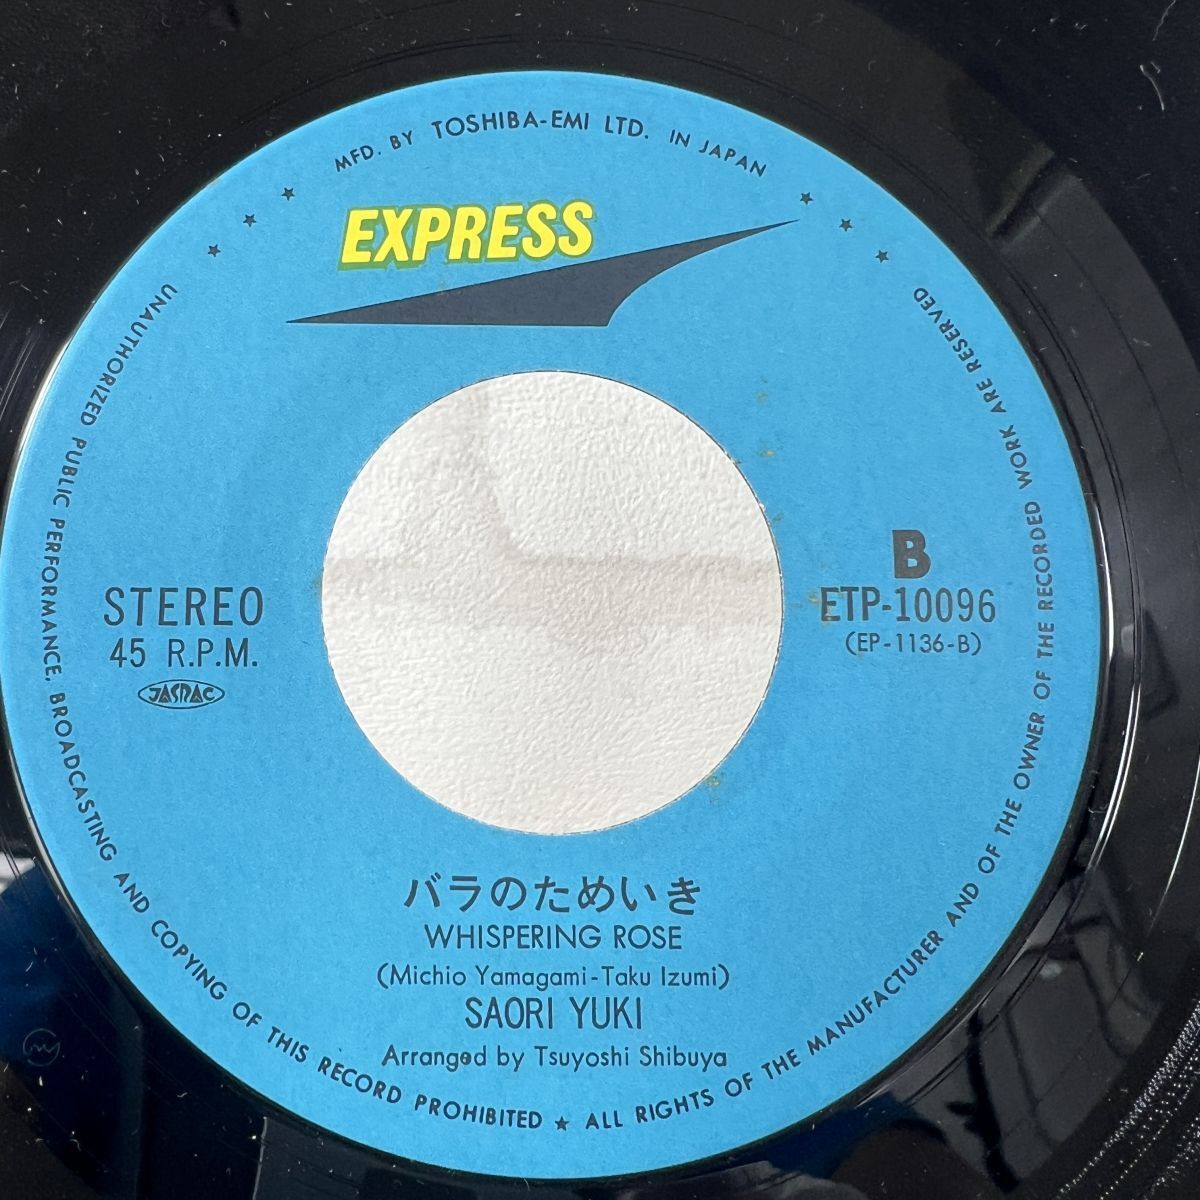 MFD. BY TOSHIBA-EMI LTD. IN JAPAN
EXPRESS
STEREO
45 R.P.M.
JASRAC
B
ETP-10096
(EP-1136-B)
バラのためいき
WHISPERING ROSE
(Michio Yamagami-Taku Izumi)
SAORI YUKI
Arranged by Tsuyoshi Shibuya
UNAUTHORIZED PUBLIC PERFORMANCE, BROADCASTING AND COPYING OF THIS RECORD PROHIBITED ★ ALL RIGHTS OF THE MANUFACTURER AND OF THE OWNER OF THE RECORDED WORK ARE RESERVED